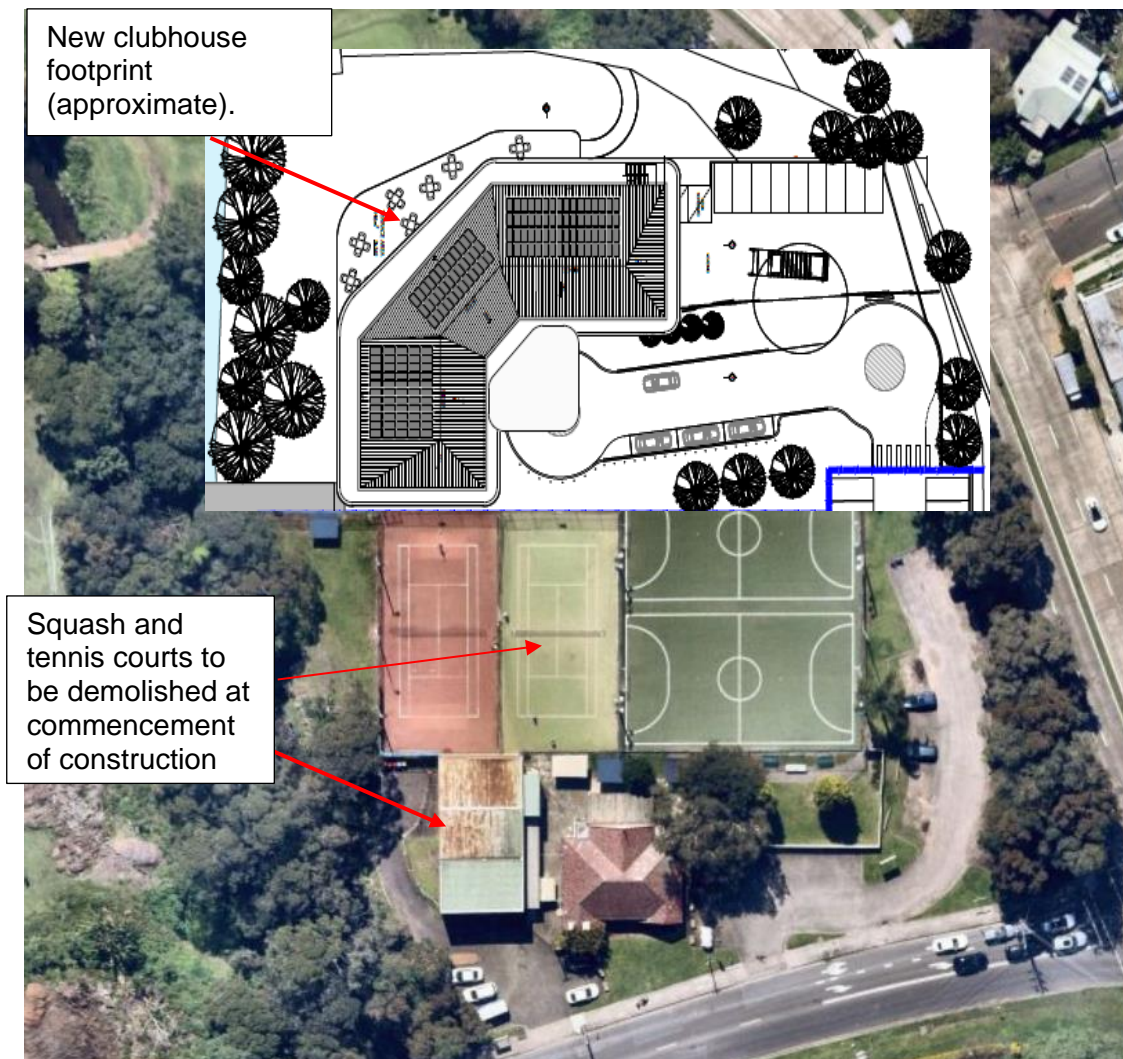 New clubhouse
footprint
(approximate).
Squash and
tennis courts to
be demolished at
commencement
of construction